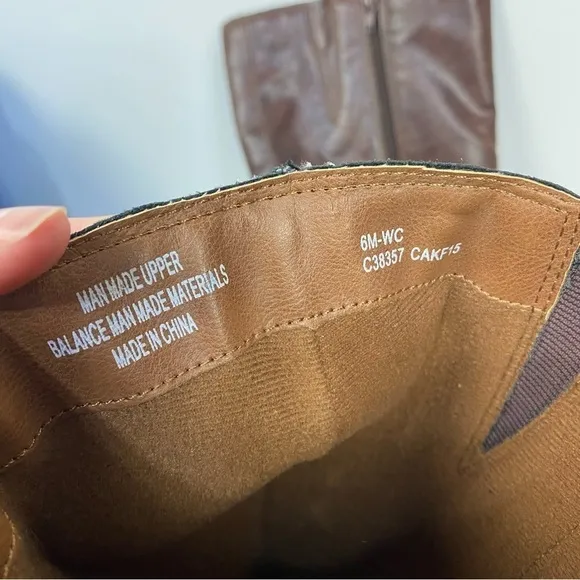 MAN MADE UPPER
BALANCE MAN MADE MATERIALS
MADE IN CHINA
6M-WC
C38357 CAKF15